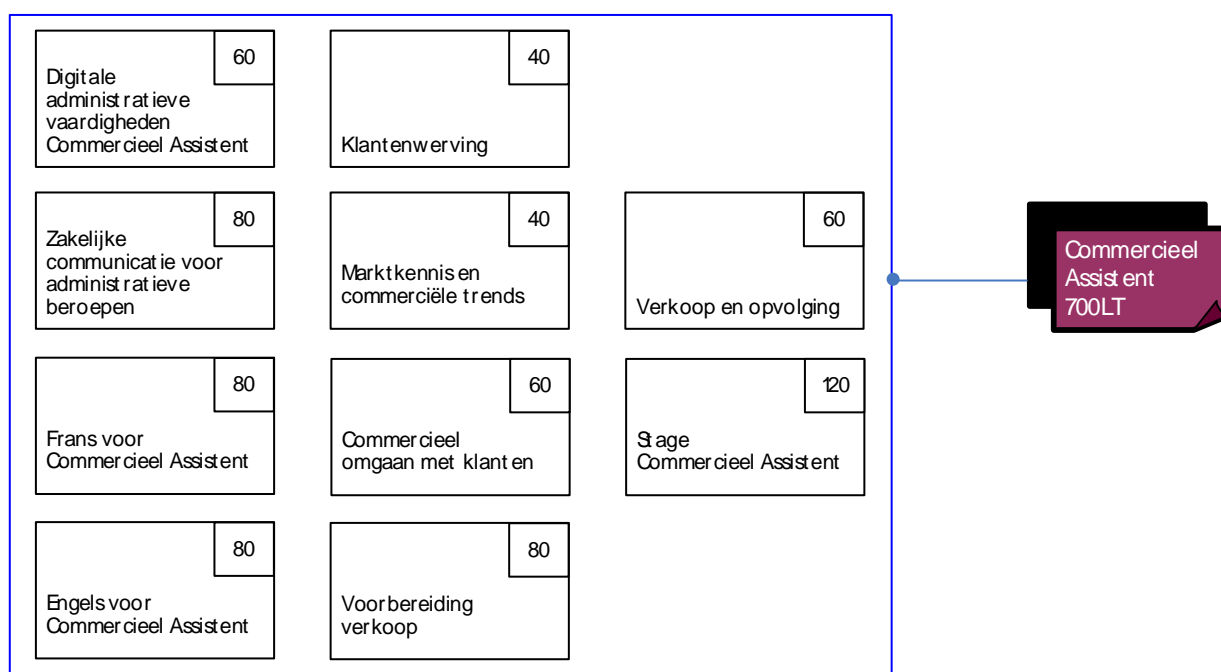 60
Digitale
administratieve
vaardigheden
Commercieel Assistent
40
Klantenwerving
80
Zakelijke
communicatie voor
administratieve
beroepen
40
Marktkennis en
commerciële trends
60
Verkoop en opvolging
Commercieel
Assistent
700LT
80
Frans voor
Commercieel Assistent
60
Commercieel
omgaan met klanten
120
Stage
Commercieel Assistent
80
Engels voor
Commercieel Assistent
80
Voorbereiding
verkoop